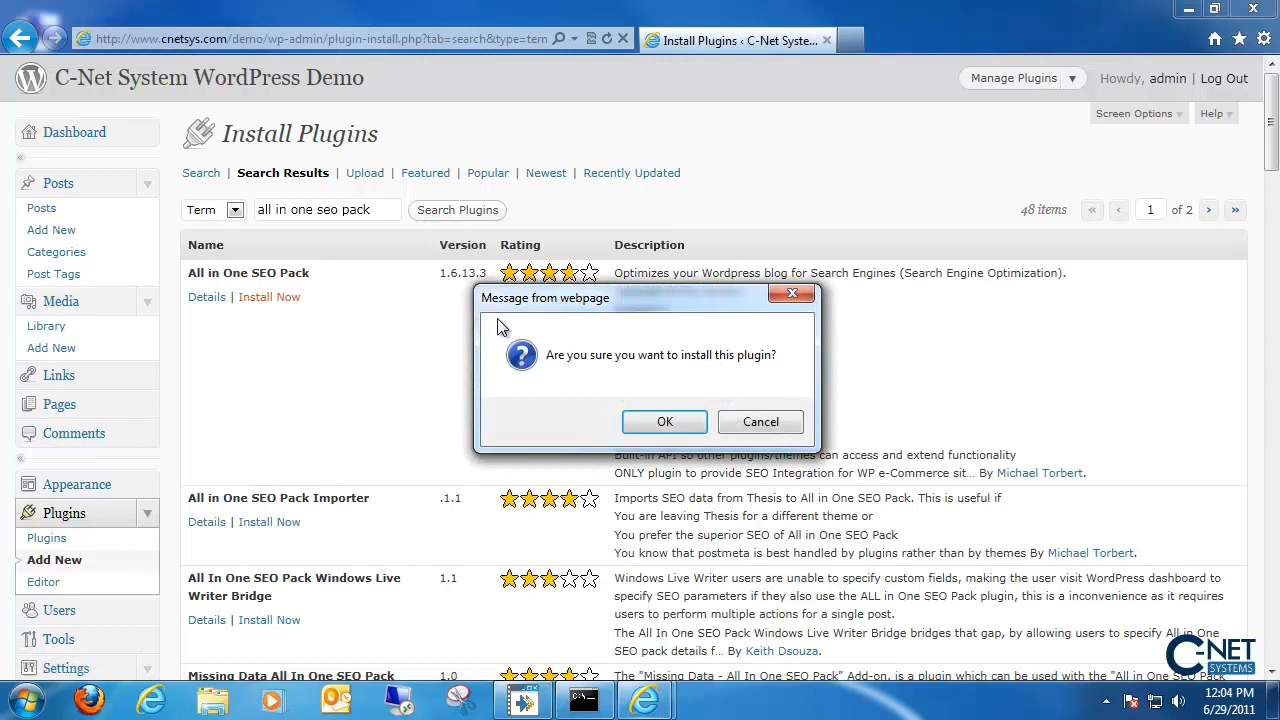 http://www.cnetsys.com/demo/wp-admin/plugin-install.php?tab=search&type=tern
Install Plugins ‹ C-Net Syste...
C-Net System WordPress Demo
Manage Plugins
Howdy, admin | Log Out
Screen Options
Help
Dashboard
Posts
Posts
Add New
Categories
Post Tags
Media
Library
Add New
Links
Pages
Comments
Appearance
Plugins
Plugins
Add New
Editor
Users
Tools
Settings
Install Plugins
Search | Search Results | Upload | Featured | Popular | Newest | Recently Updated
Term all in one seo pack Search Plugins
48 items « ‹ 1 of 2 › »
Name Version Rating Description
All in One SEO Pack 1.6.13.3 Optimizes your Wordpress blog for Search Engines (Search Engine Optimization).
Details | Install Now
Message from webpage
Are you sure you want to install this plugin?
OK Cancel
Built-in API so other plugins/themes can access and extend functionality
ONLY plugin to provide SEO Integration for WP e-Commerce sit... By Michael Torbert.
All in One SEO Pack Importer .1.1 Imports SEO data from Thesis to All in One SEO Pack. This is useful if
Details | Install Now You are leaving Thesis for a different theme or
You prefer the superior SEO of All in One SEO Pack
You know that postmeta is best handled by plugins rather than by themes By Michael Torbert.
All In One SEO Pack Windows Live 1.1 Windows Live Writer users are unable to specify custom fields, making the user visit WordPress dashboard to
Writer Bridge specify SEO parameters if they also use the ALL in One SEO Pack plugin, this is a inconvenience as it requires
users to perform multiple actions for a single post.
Details | Install Now
The All In One SEO Pack Windows Live Writer Bridge bridges that gap, by allowing users to specify All in One
SEO pack details f... By Keith Dsouza.
Missing Data All In One SEO Pack 1.0 The "Missing Data - All in One SEO Pack" Add-on, is a plugin which can be used with the "All in One SEO
C-NET
SYSTEMS
12:04 PM
6/29/2011